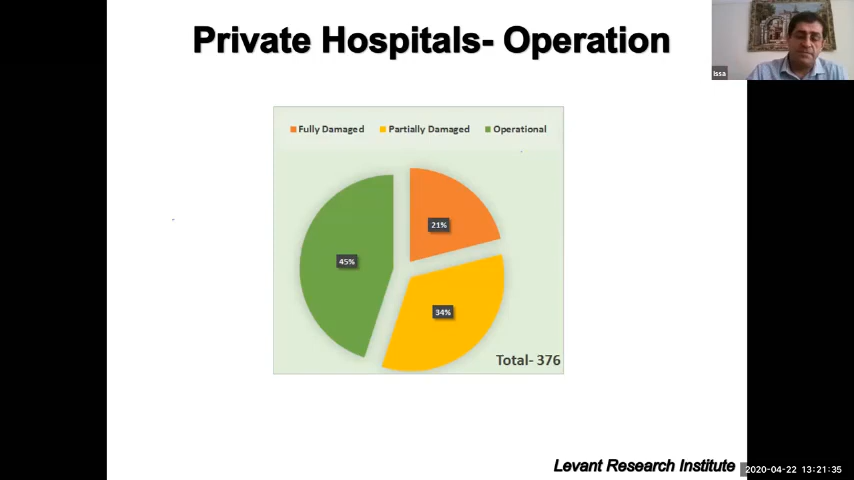 Private Hospitals- Operation
Issa
Fully Damaged Partially Damaged Operational
21%
45%
34%
Total- 376
Levant Research Institute
2020-04-22 13:21:35